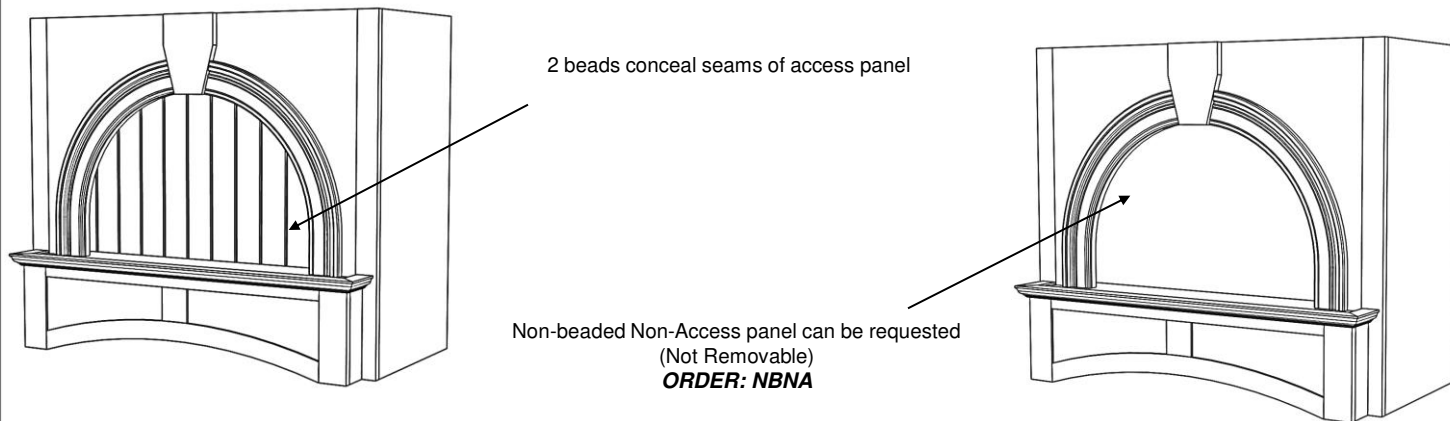 2 beads conceal seams of access panel
Non-beaded Non-Access panel can be requested
(Not Removable)
ORDER: NBNA